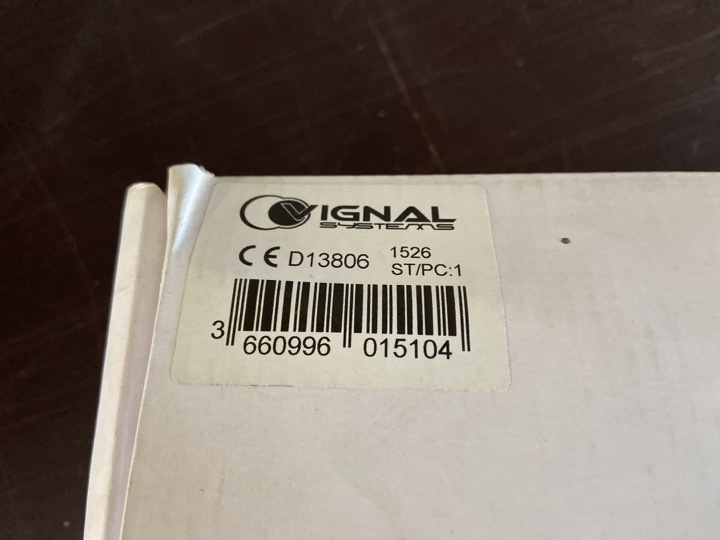 VIGNAL
SYSTEMS
CE D13806 1526
ST/PC:1
3 660996 015104